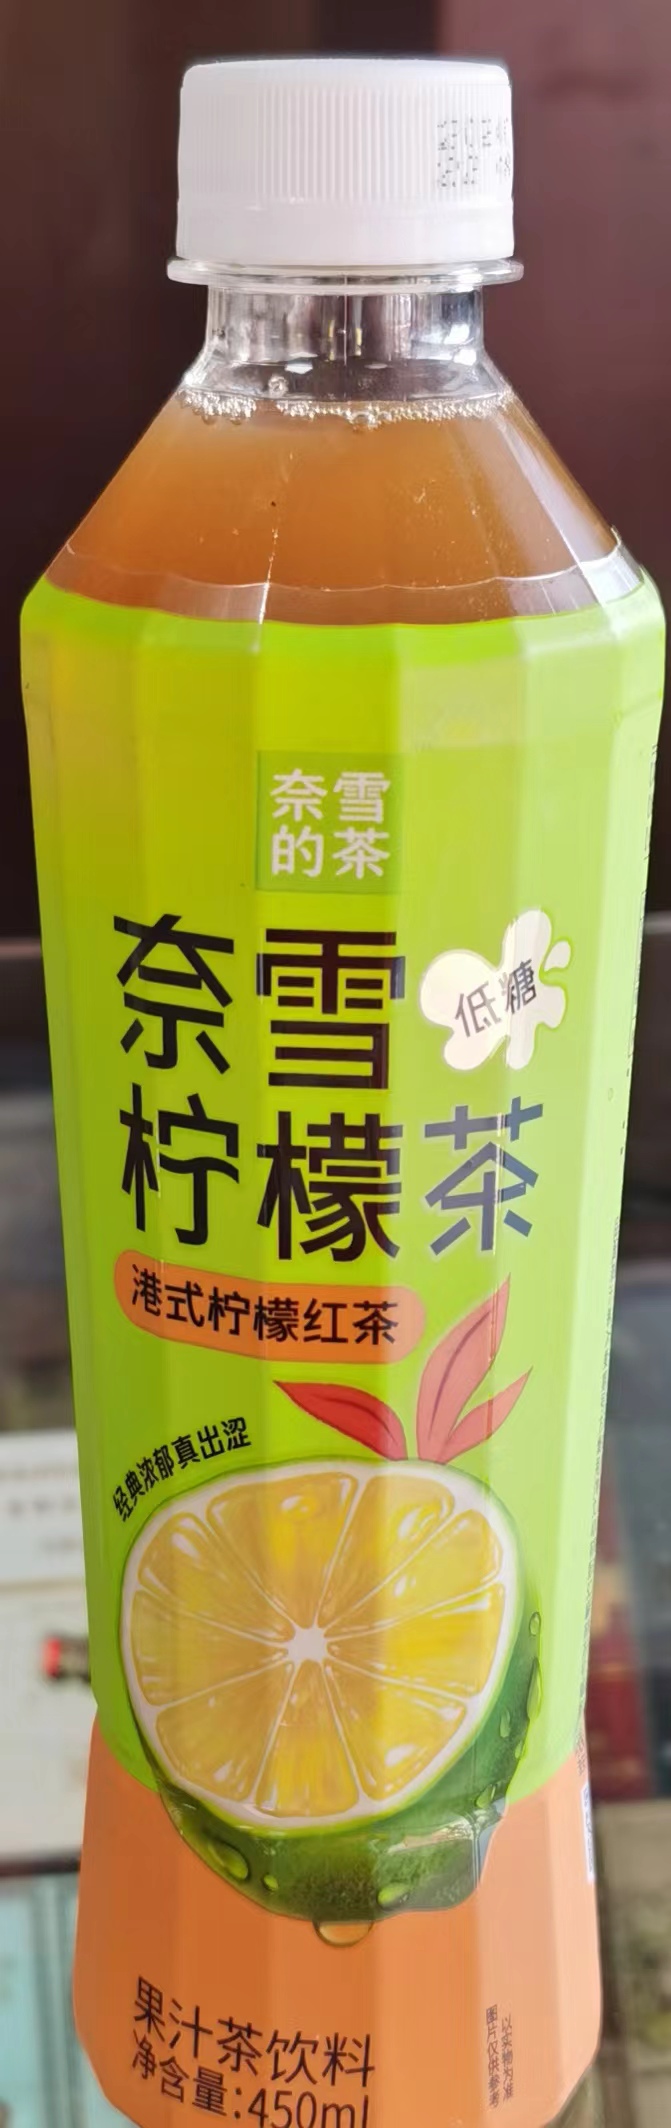 奈雪
的茶
奈雪
低糖
柠檬茶
港式柠檬红茶
经典浓郁真出涩
果汁茶饮料
净含量:450ml
图片仅供参考
以实物为准